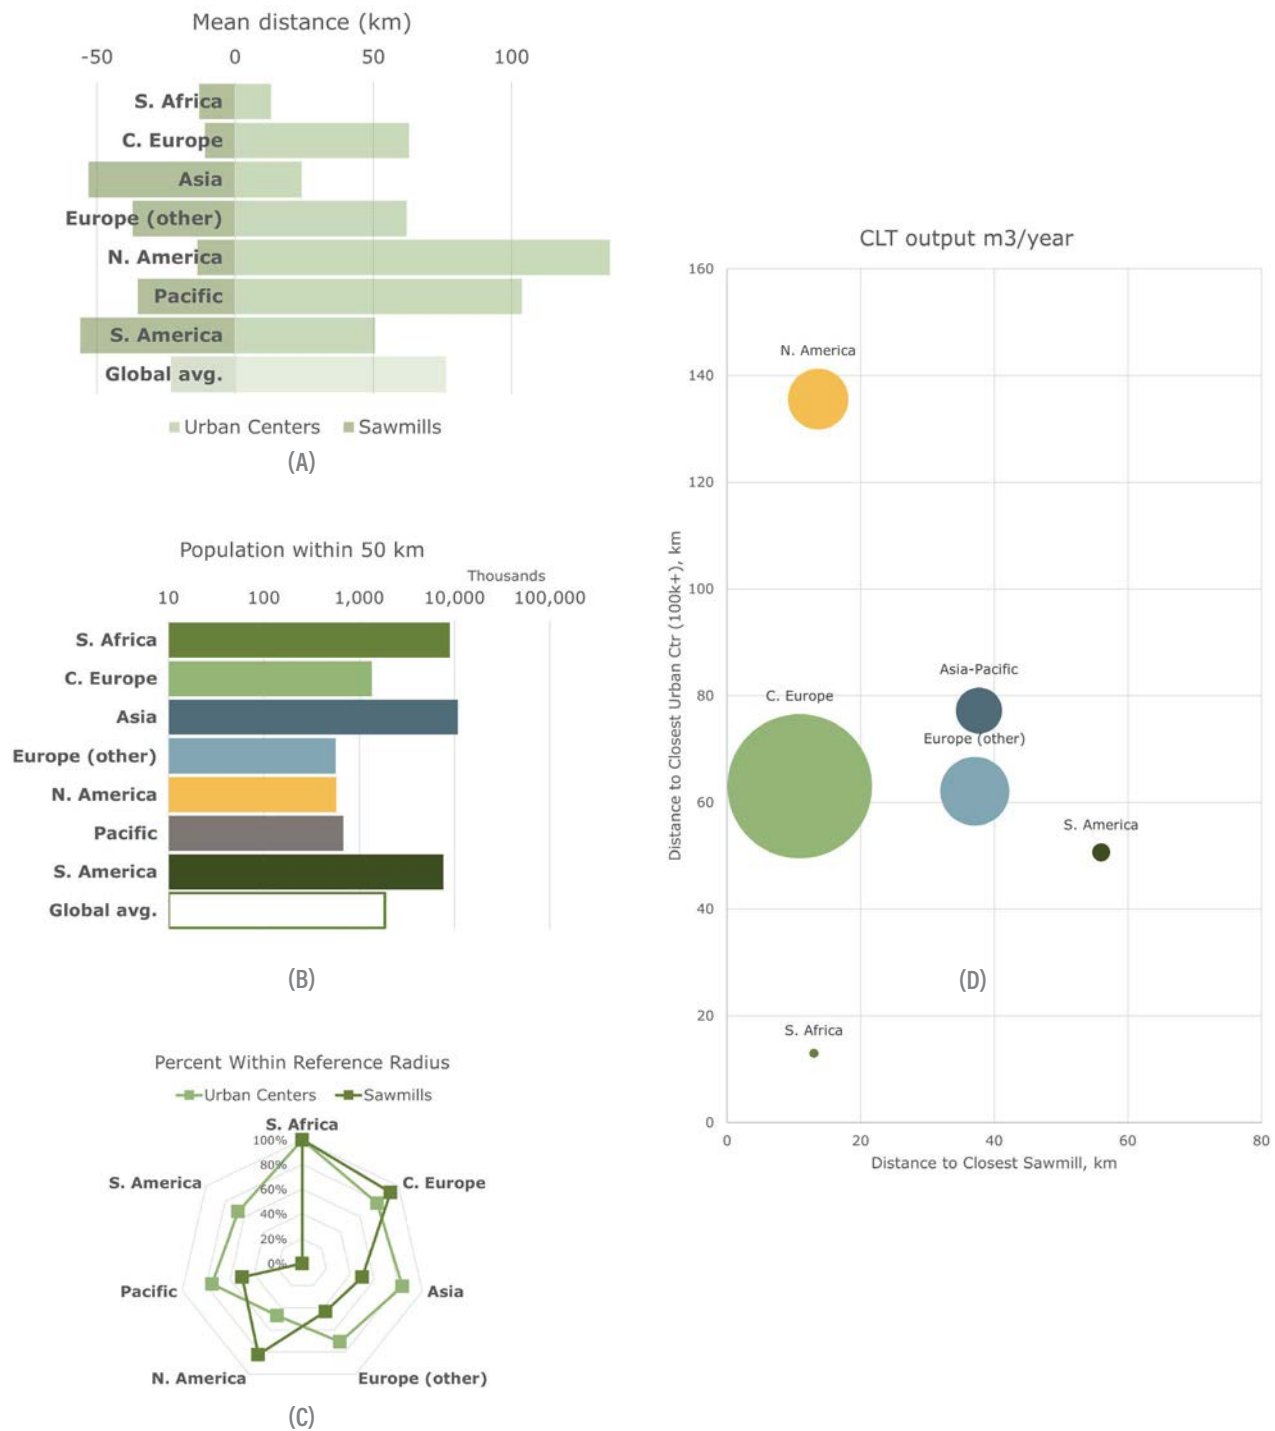 Mean distance (km)
-50 0 50 100
S. Africa
C. Europe
Asia
Europe (other)
N. America
Pacific
S. America
Global avg.
Urban Centers Sawmills
(A)
Population within 50 km
Thousands
10 100 1,000 10,000 100,000
S. Africa
C. Europe
Asia
Europe (other)
N. America
Pacific
S. America
Global avg.
(B)
Percent Within Reference Radius
Urban Centers Sawmills
S. Africa
100%
80%
60%
40%
20%
0%
S. America
C. Europe
Pacific
Asia
N. America
Europe (other)
(C)
CLT output m3/year
160
140
120
100
80
60
40
20
0
Distance to Closest Urban Ctr (100k+), km
N. America
Asia-Pacific
C. Europe
Europe (other)
S. America
(D)
S. Africa
0 20 40 60 80
Distance to Closest Sawmill, km